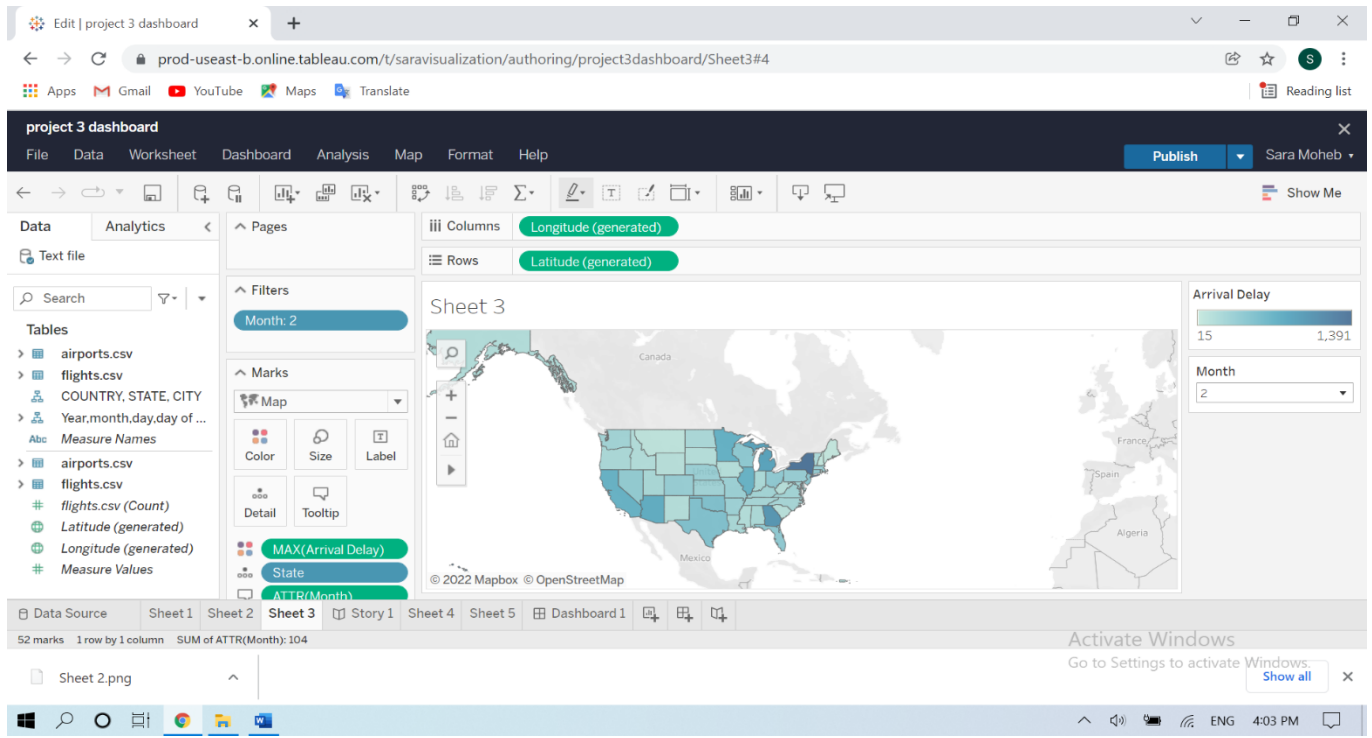 Edit | project 3 dashboard
prod-useast-b.online.tableau.com/t/saravisualization/authoring/project3dashboard/Sheet3#4
S
Apps Gmail YouTube Maps Translate Reading list
project 3 dashboard
File Data Worksheet Dashboard Analysis Map Format Help Publish Sara Moheb
Show Me
Data Analytics
Text file
Search
Tables
airports.csv
flights.csv
COUNTRY, STATE, CITY
Year,month,day,day of ...
Abc Measure Names
airports.csv
flights.csv
flights.csv (Count)
Latitude (generated)
Longitude (generated)
Measure Values
Pages
Filters
Month: 2
Marks
Map
Color Size Label
Detail Tooltip
MAX(Arrival Delay)
State
ATTR(Month)
Columns Longitude (generated)
Rows Latitude (generated)
Sheet 3
Canada
France
Spain
Algeria
Mexico
© 2022 Mapbox © OpenStreetMap
Arrival Delay
15 1,391
Month
2
Data Source Sheet 1 Sheet 2 Sheet 3 Story 1 Sheet 4 Sheet 5 Dashboard 1
52 marks 1 row by 1 column SUM of ATTR(Month): 104
Activate Windows
Go to Settings to activate Windows.
Sheet 2.png
Show all
ENG 4:03 PM